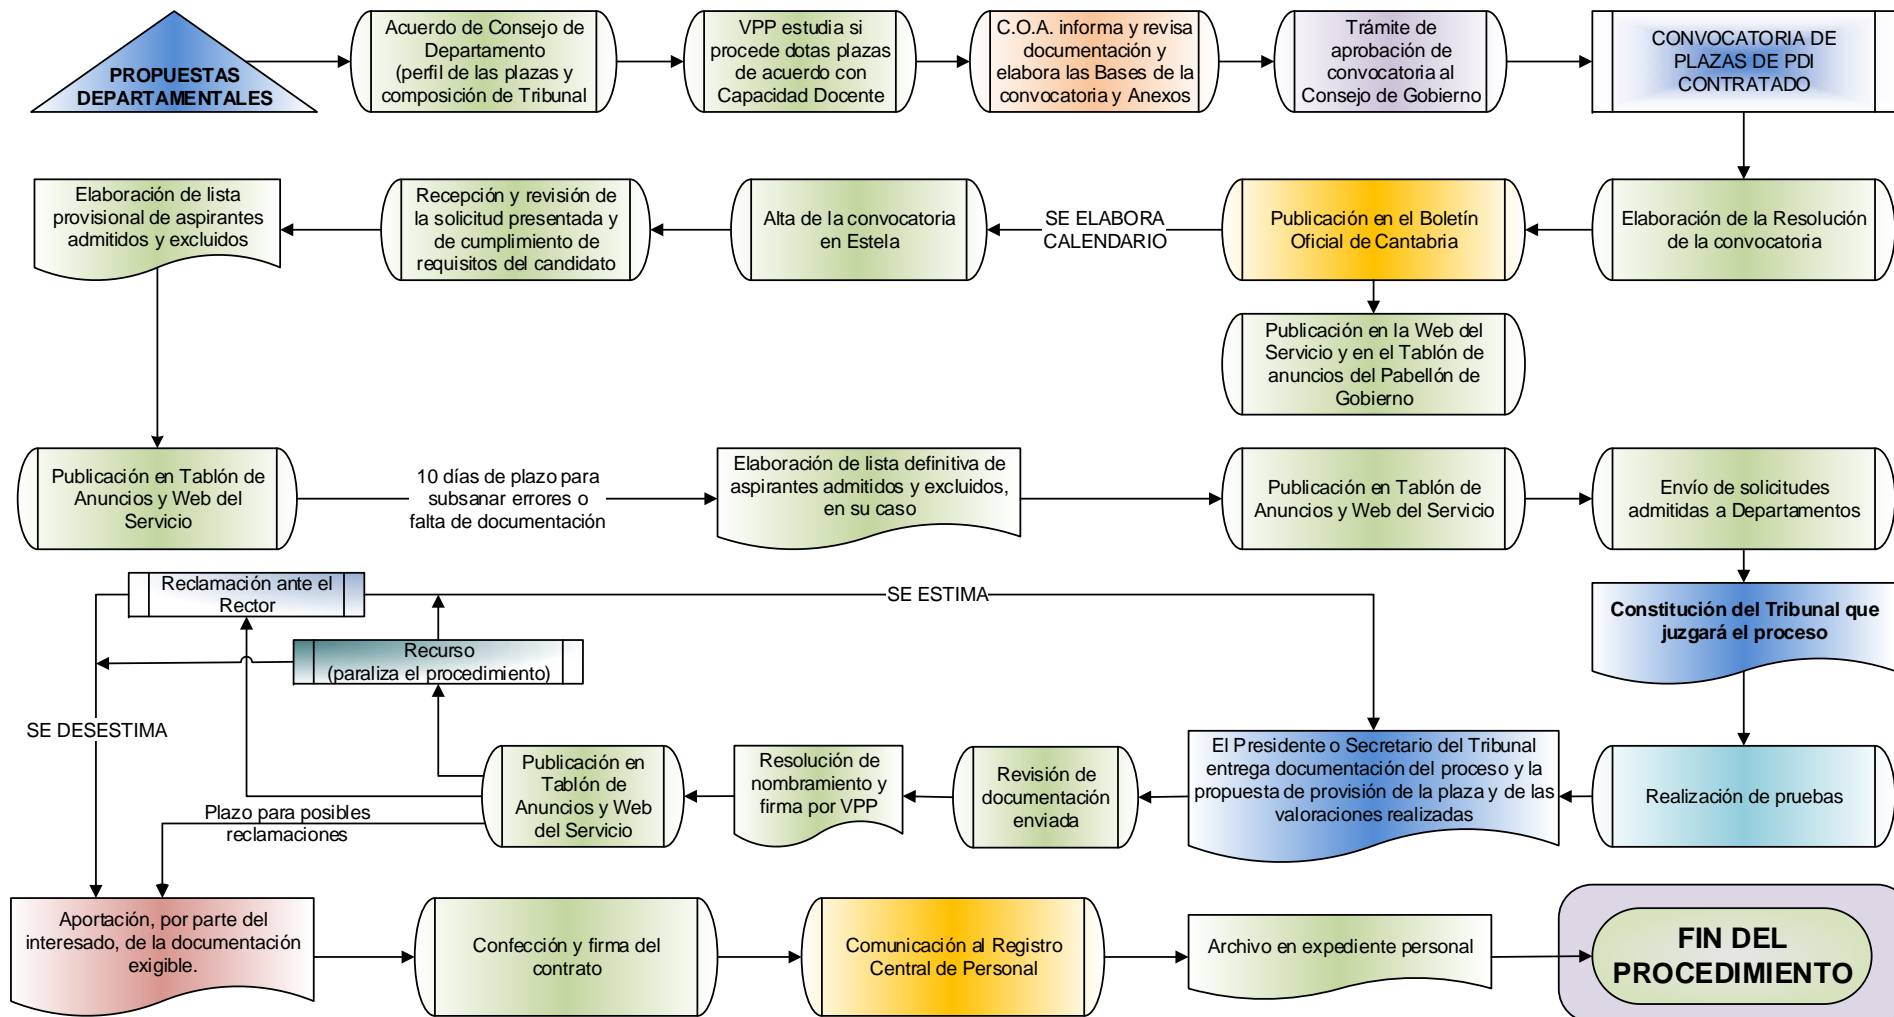 PROPUESTAS
DEPARTAMENTALES
Acuerdo de Consejo de
Departamento
(perfil de las plazas y
composición de Tribunal
VPP estudia si
procede dotas plazas
de acuerdo con
Capacidad Docente
C.O.A. informa y revisa
documentación y
elabora las Bases de la
convocatoria y Anexos
Trámite de
aprobación de
convocatoria al
Consejo de Gobierno
CONVOCATORIA DE
PLAZAS DE PDI
CONTRATADO
Elaboración de la Resolución
de la convocatoria
Publicación en el Boletín
Oficial de Cantabria
SE ELABORA
CALENDARIO
Alta de la convocatoria
en Estela
Recepción y revisión de
la solicitud presentada y
de cumplimiento de
requisitos del candidato
Elaboración de lista
provisional de aspirantes
admitidos y excluidos
Publicación en la Web del
Servicio y en el Tablón de
anuncios del Pabellón de
Gobierno
Publicación en Tablón de
Anuncios y Web del
Servicio
10 días de plazo para
subsanar errores o
falta de documentación
Elaboración de lista definitiva de
aspirantes admitidos y excluidos,
en su caso
Publicación en Tablón de
Anuncios y Web del Servicio
Envío de solicitudes
admitidas a Departamentos
Constitución del Tribunal que
juzgará el proceso
Realización de pruebas
El Presidente o Secretario del Tribunal
entrega documentación del proceso y la
propuesta de provisión de la plaza y de las
valoraciones realizadas
Revisión de
documentación
enviada
Resolución de
nombramiento y
firma por VPP
Publicación en
Tablón de
Anuncios y Web
del Servicio
Reclamación ante el
Rector
SE ESTIMA
Recurso
(paraliza el procedimiento)
SE DESESTIMA
Plazo para posibles
reclamaciones
Aportación, por parte del
interesado, de la documentación
exigible.
Confección y firma del
contrato
Comunicación al Registro
Central de Personal
Archivo en expediente personal
FIN DEL
PROCEDIMIENTO